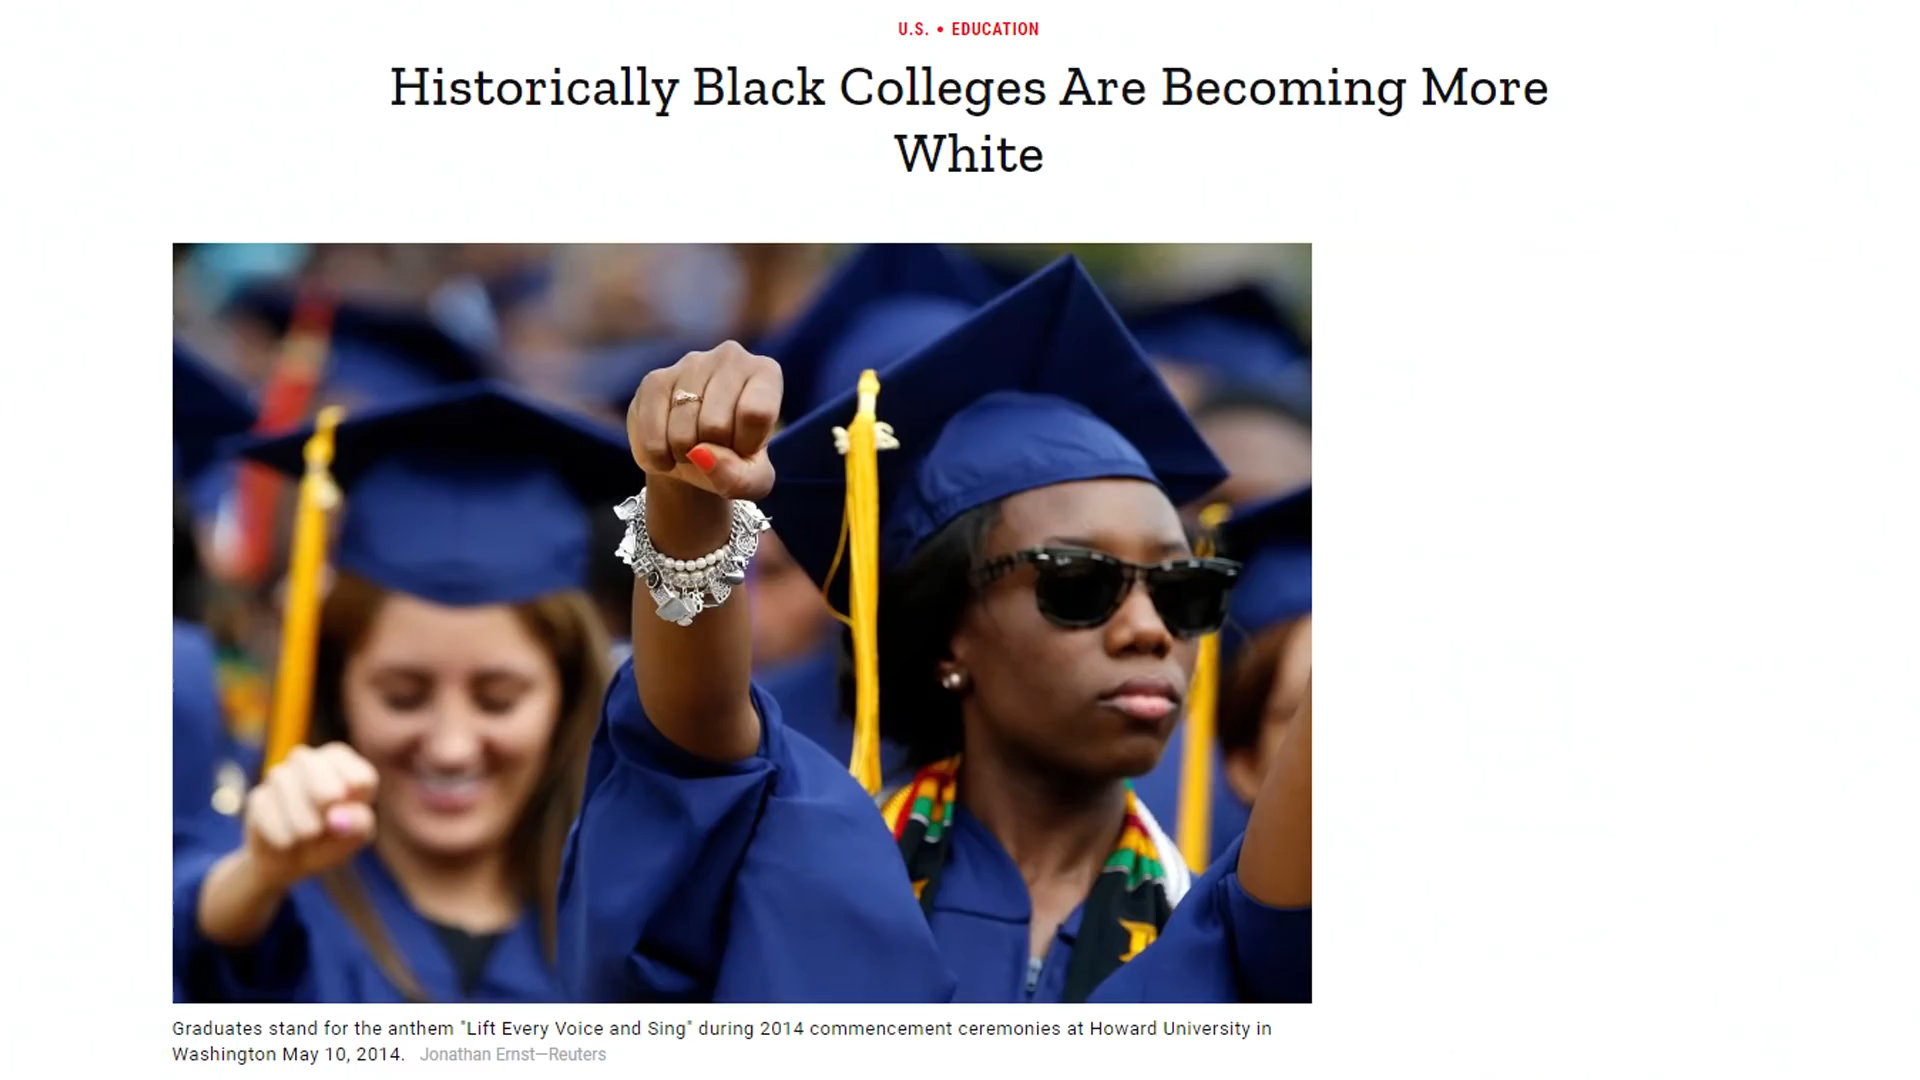 U.S. • EDUCATION
Historically Black Colleges Are Becoming More
White
Graduates stand for the anthem "Lift Every Voice and Sing" during 2014 commencement ceremonies at Howard University in
Washington May 10, 2014. Jonathan Ernst—Reuters